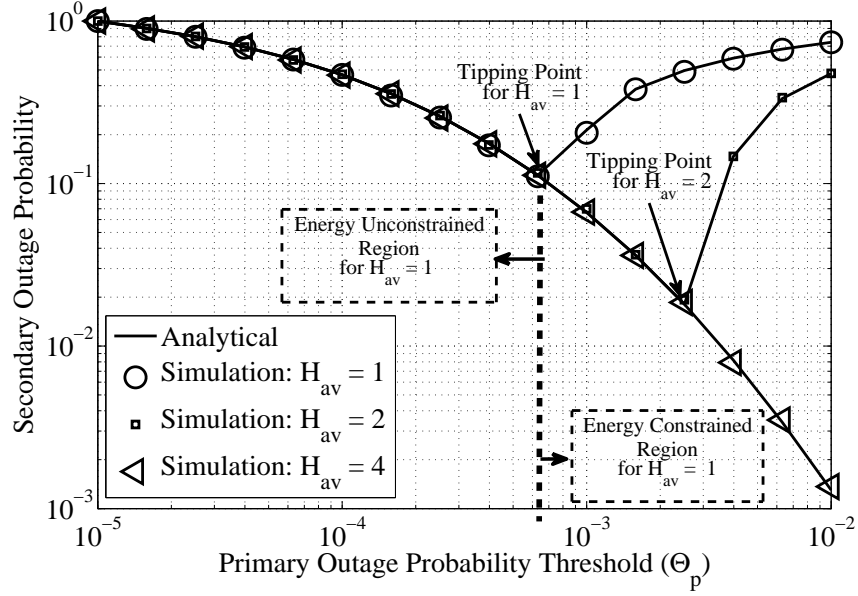 10^0
10^−1
10^−2
10^−3
Secondary Outage Probability
Tipping Point
for H_av = 1
Tipping Point
for H_av = 2
Energy Unconstrained
Region
for H_av = 1
Analytical
Simulation: H_av = 1
Simulation: H_av = 2
Simulation: H_av = 4
Energy Constrained
Region
for H_av = 1
10^−5
10^−4
10^−3
10^−2
Primary Outage Probability Threshold (Θ_p)